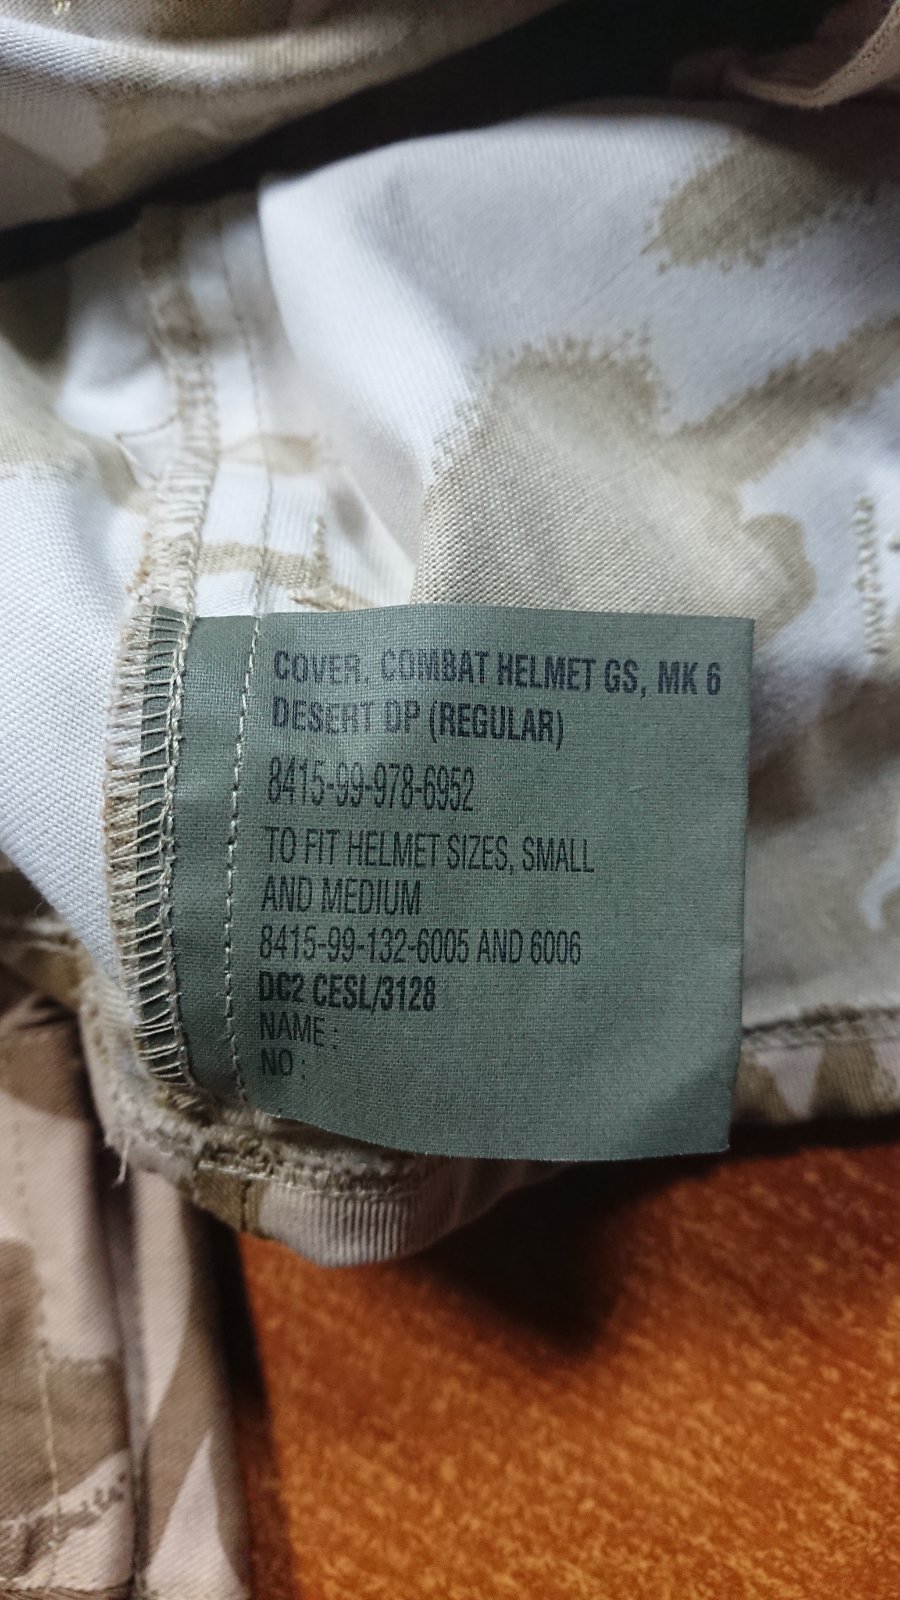 COVER, COMBAT HELMET GS, MK 6
DESERT DP (REGULAR)
8415-99-978-6952
TO FIT HELMET SIZES, SMALL
AND MEDIUM
8415-99-132-6005 AND 6006
DC2 CESL/3128
NAME :
NO :